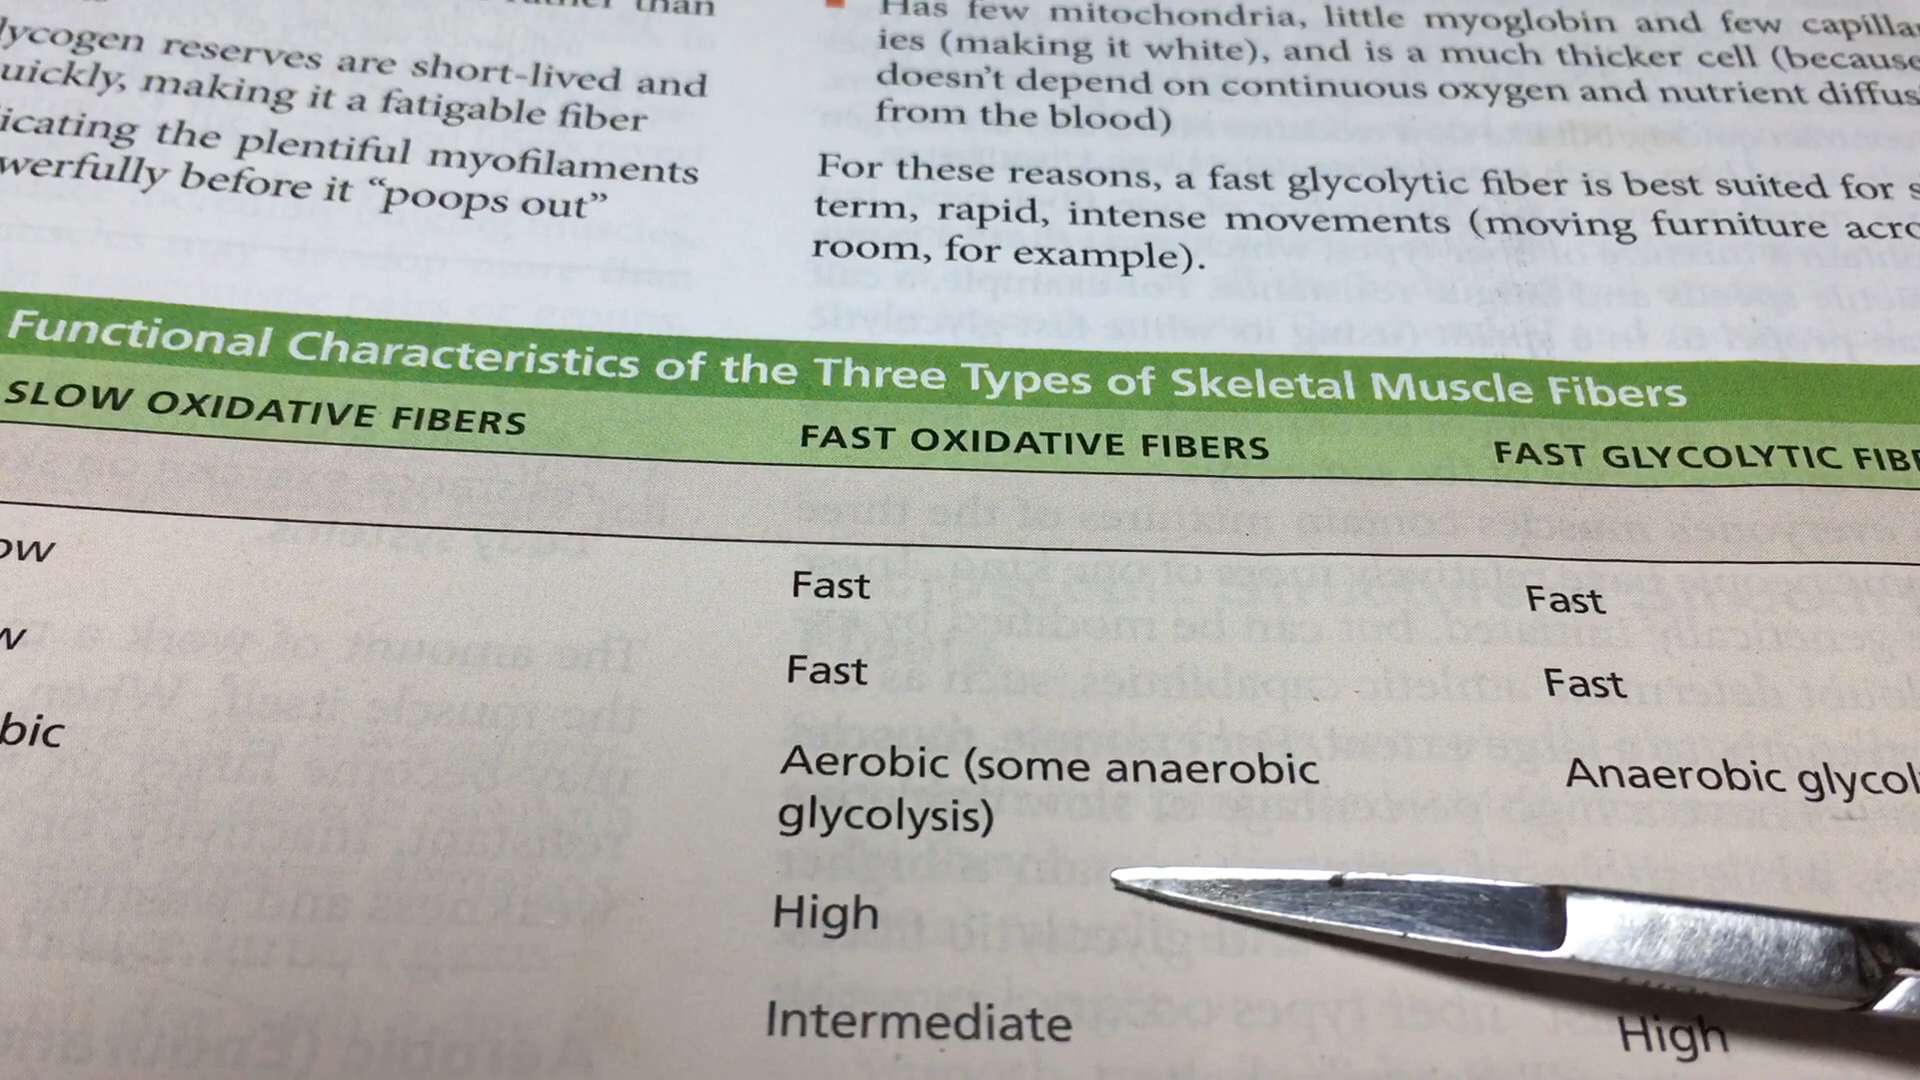 than
lycogen reserves are short-lived and
uickly, making it a fatigable fiber
icating the plentiful myofilaments
werfully before it “poops out”
Has few mitochondria, little myoglobin and few capillar
ies (making it white), and is a much thicker cell (because
doesn’t depend on continuous oxygen and nutrient diffus
from the blood)
For these reasons, a fast glycolytic fiber is best suited for s
term, rapid, intense movements (moving furniture acro
room, for example).
Functional Characteristics of the Three Types of Skeletal Muscle Fibers
SLOW OXIDATIVE FIBERS FAST OXIDATIVE FIBERS FAST GLYCOLYTIC FIBE
ow Fast Fast
w Fast Fast
bic Aerobic (some anaerobic Anaerobic glycol
glycolysis)
High
Intermediate High